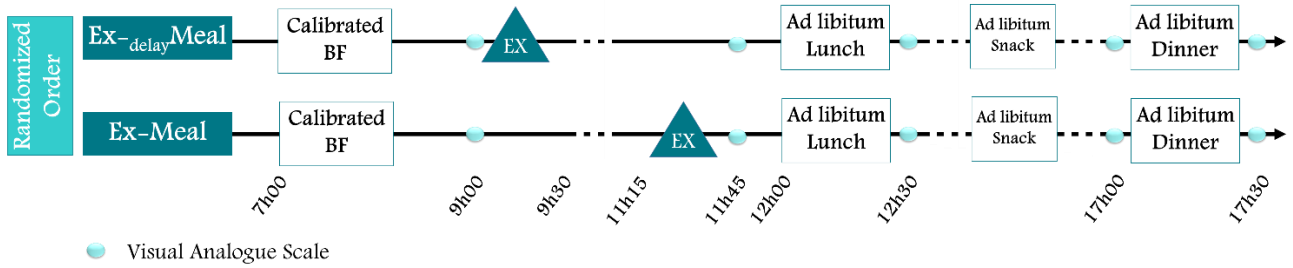 Randomized
Order
Ex-delayMeal
Calibrated
BF
EX
Ad libitum
Lunch
Ad libitum
Snack
Ad libitum
Dinner
Ex-Meal
Calibrated
BF
EX
Ad libitum
Lunch
Ad libitum
Snack
Ad libitum
Dinner
7h00
9h00
9h30
11h15
11h45
12h00
12h30
17h00
17h30
Visual Analogue Scale